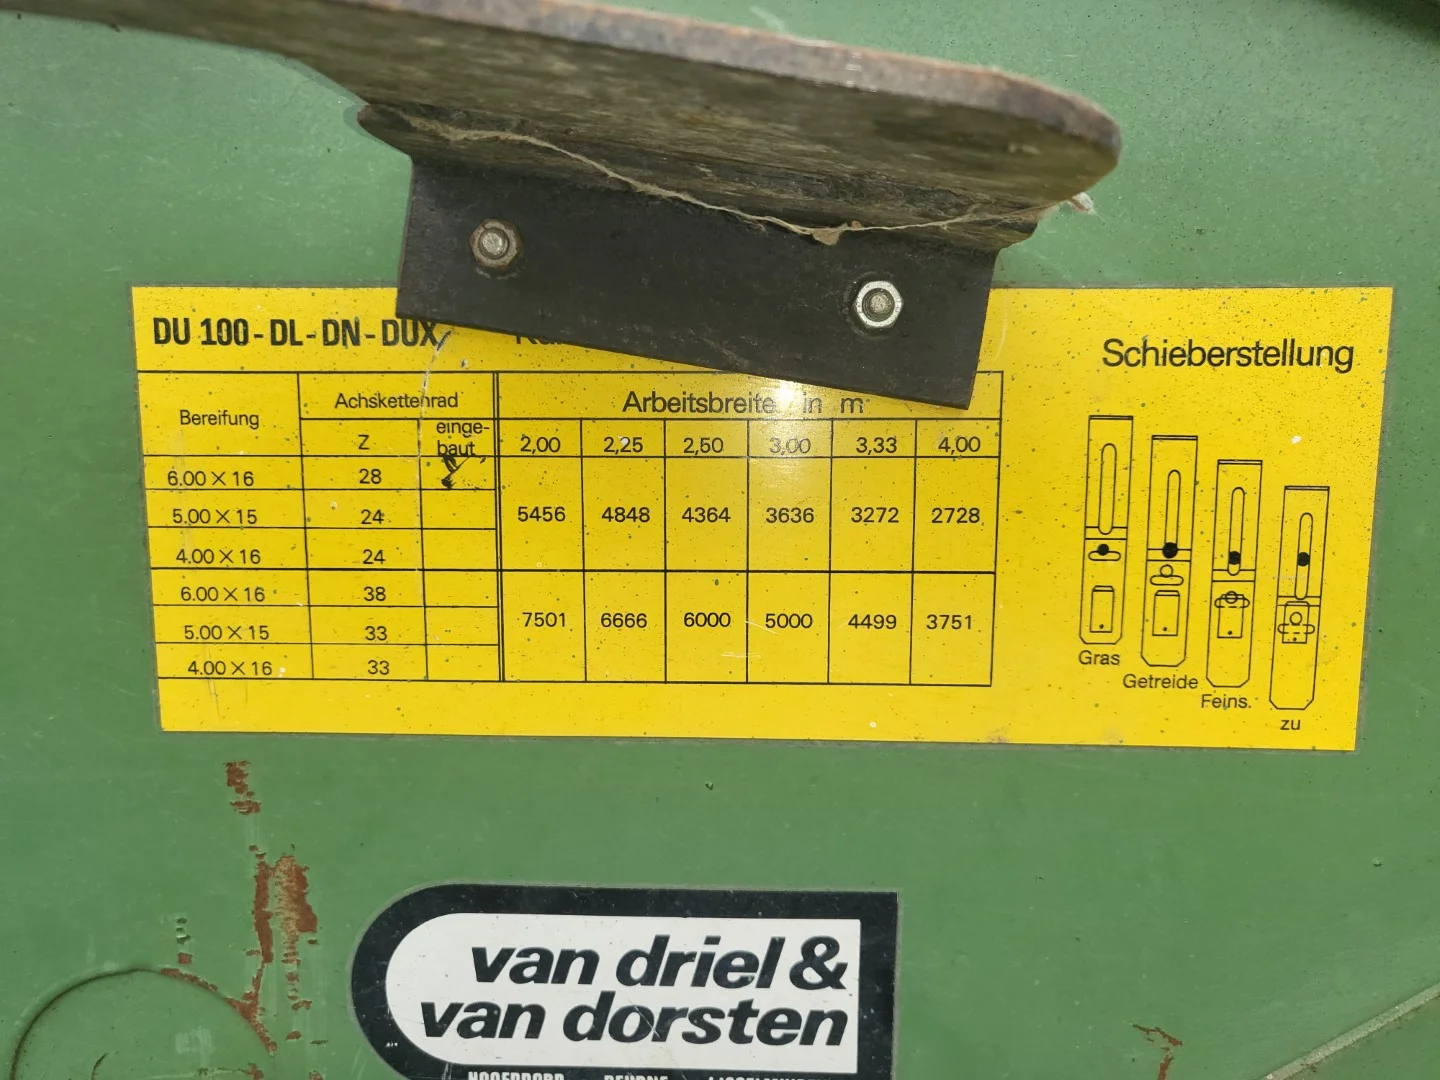 DU 100 - DL - DN - DUX
Schieberstellung
Bereifung Achskettenrad Arbeitsbreite in m
Z eingebaut 2,00 2,25 2,50 3,00 3,33 4,00
6.00 × 16 28
5.00 × 15 24 5456 4848 4364 3636 3272 2728
4.00 × 16 24
6.00 × 16 38
5.00 × 15 33 7501 6666 6000 5000 4499 3751
4.00 × 16 33
Gras
Getreide
Feins.
zu
van driel &
van dorsten